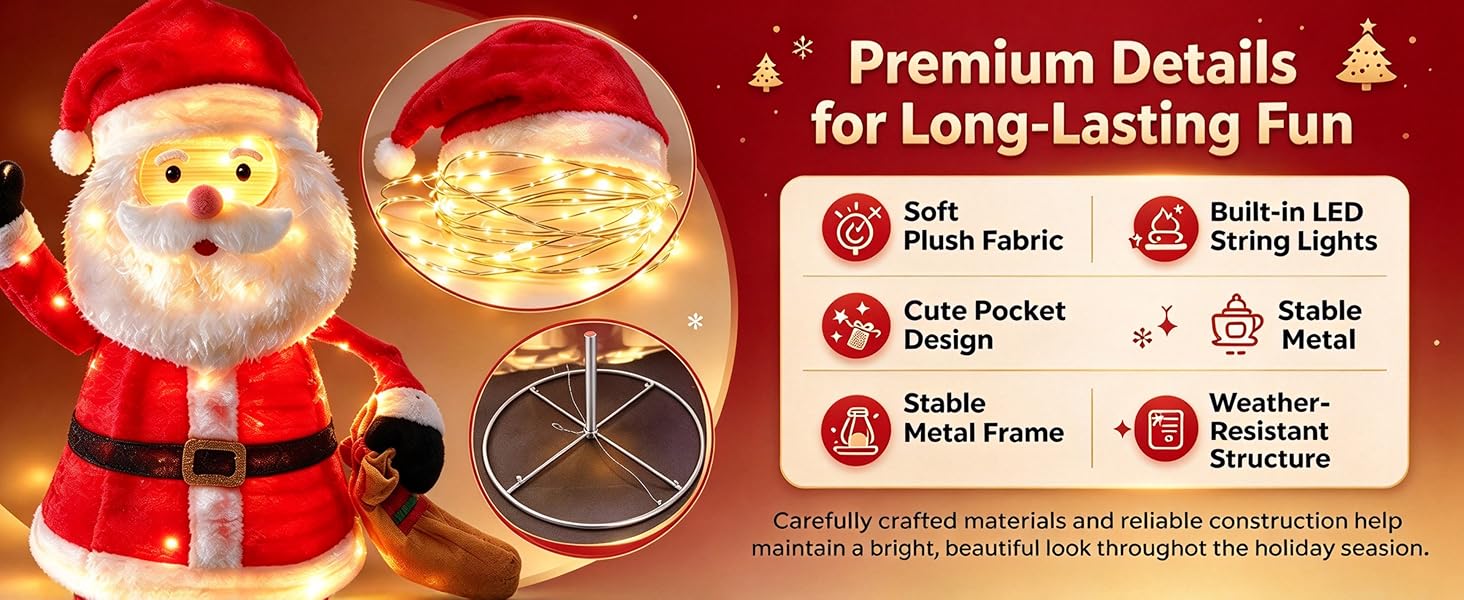 Premium Details
for Long-Lasting Fun
Soft
Plush Fabric
Built-in LED
String Lights
Cute Pocket
Design
Stable
Metal
Stable
Metal Frame
Weather-
Resistant
Structure
Carefully crafted materials and reliable construction help
maintain a bright, beautiful look throughot the holiday seasion.